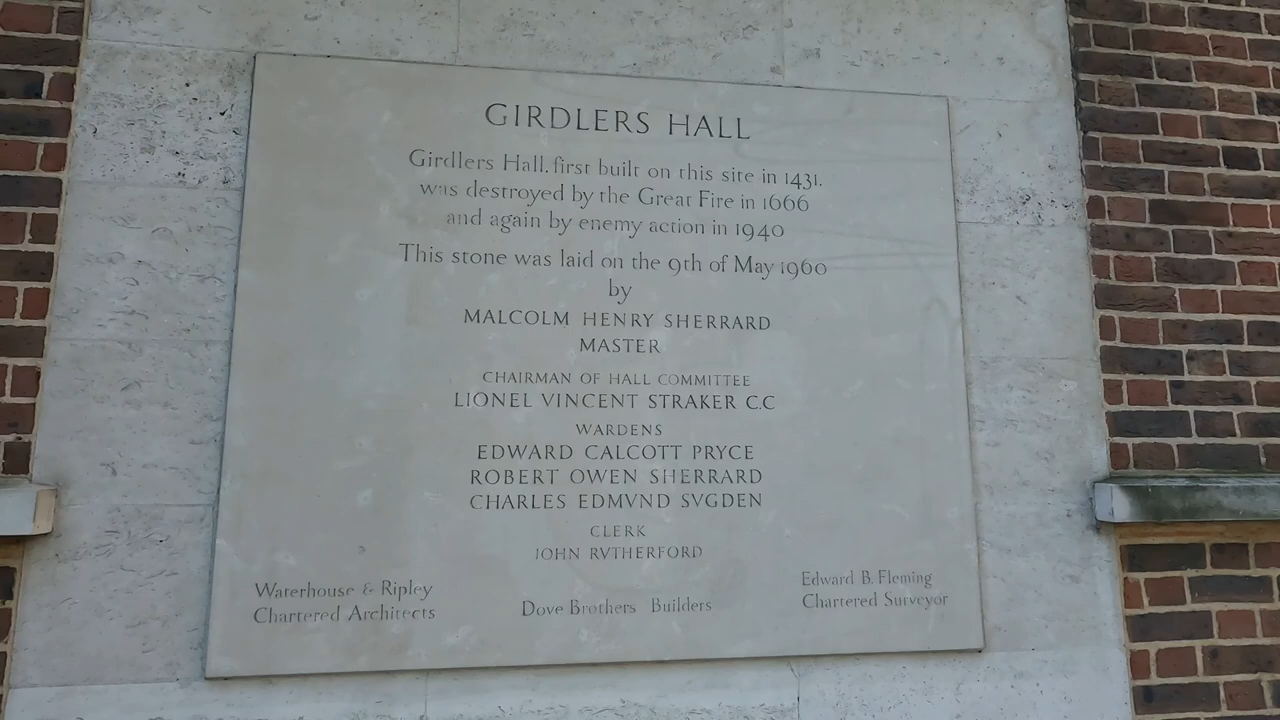 GIRDLERS HALL
Girdlers Hall, first built on this site in 1431.
was destroyed by the Great Fire in 1666
and again by enemy action in 1940
This stone was laid on the 9th of May 1960
by
MALCOLM HENRY SHERRARD
MASTER
CHAIRMAN OF HALL COMMITTEE
LIONEL VINCENT STRAKER C.C
WARDENS
EDWARD CALCOTT PRYCE
ROBERT OWEN SHERRARD
CHARLES EDMVND SVGDEN
CLERK
JOHN RVTHERFORD
Waterhouse & Ripley
Chartered Architects
Dove Brothers Builders
Edward B. Fleming
Chartered Surveyor